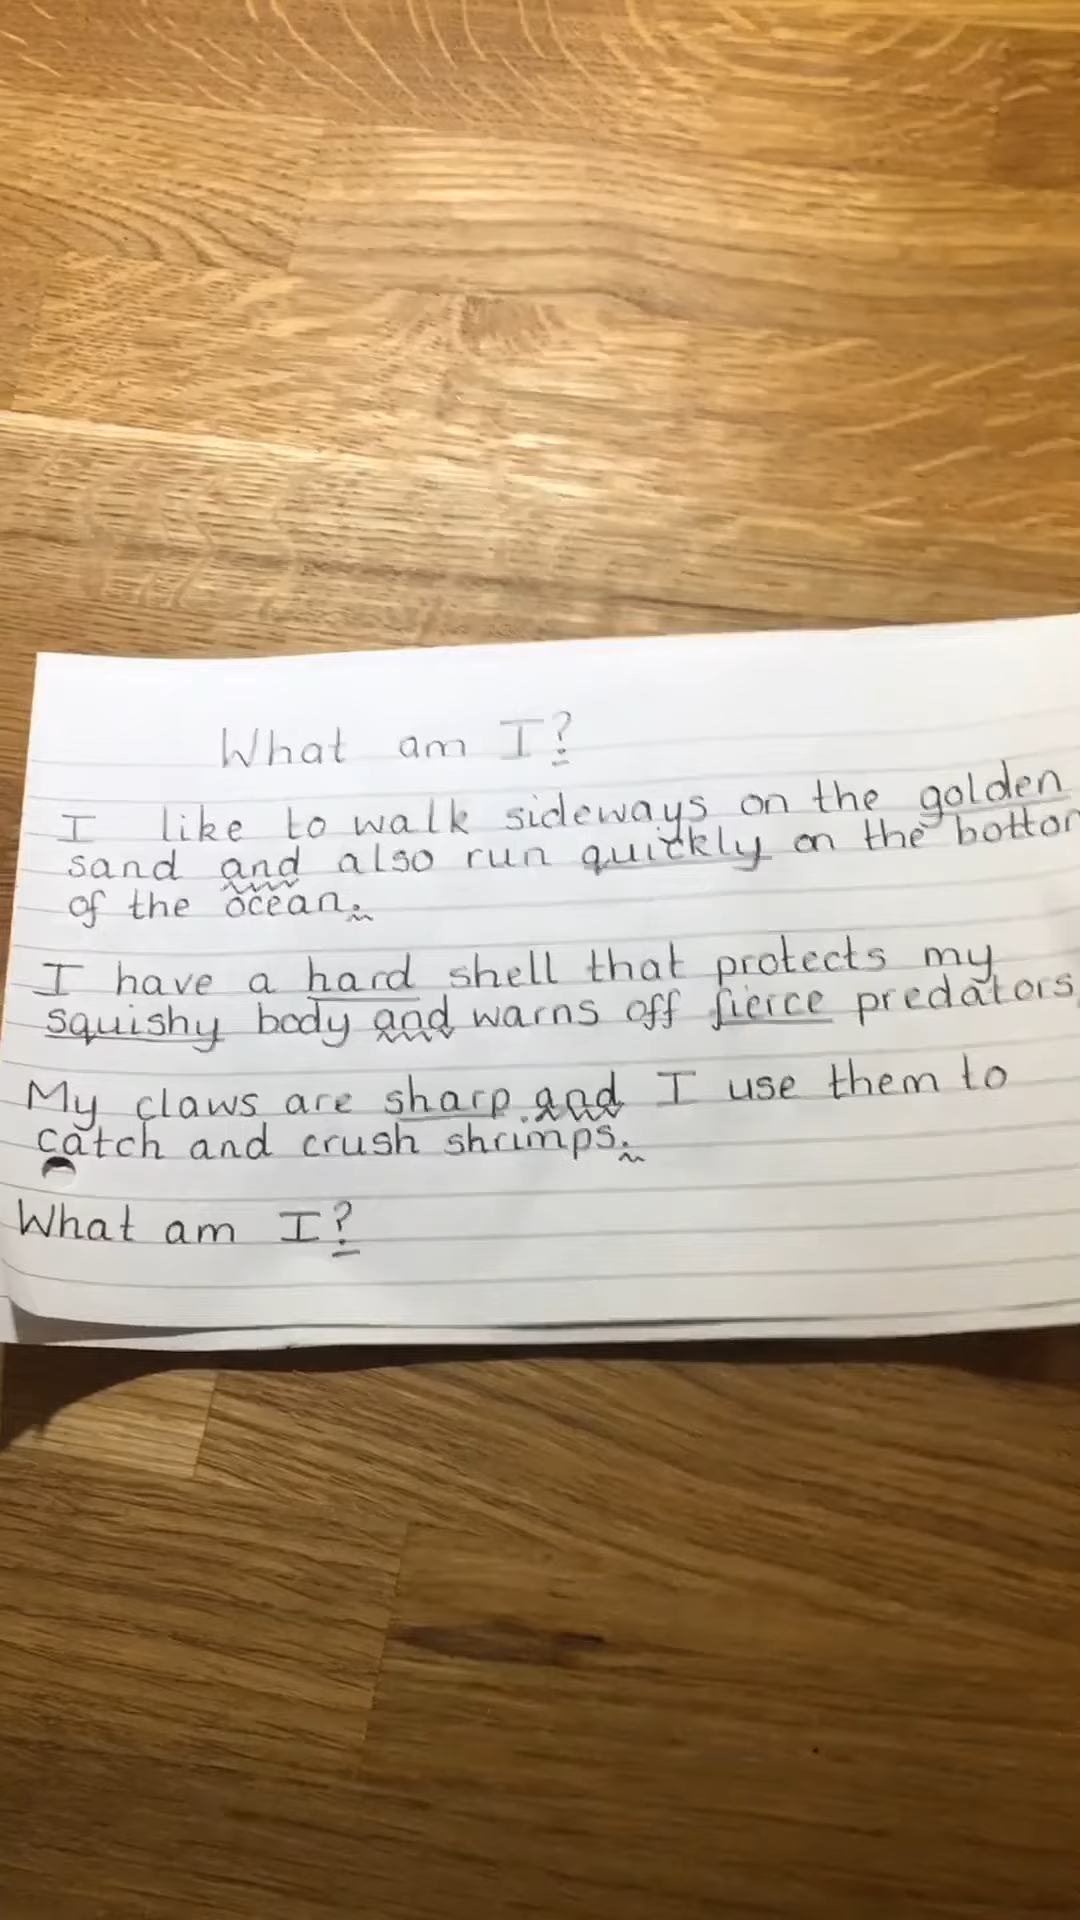 What am I?
I like to walk sideways on the golden
sand and also run quickly on the bottom
of the ocean.
I have a hard shell that protects my
squishy body and warns off fierce predators.
My claws are sharp and I use them to
catch and crush shrimps.
What am I?